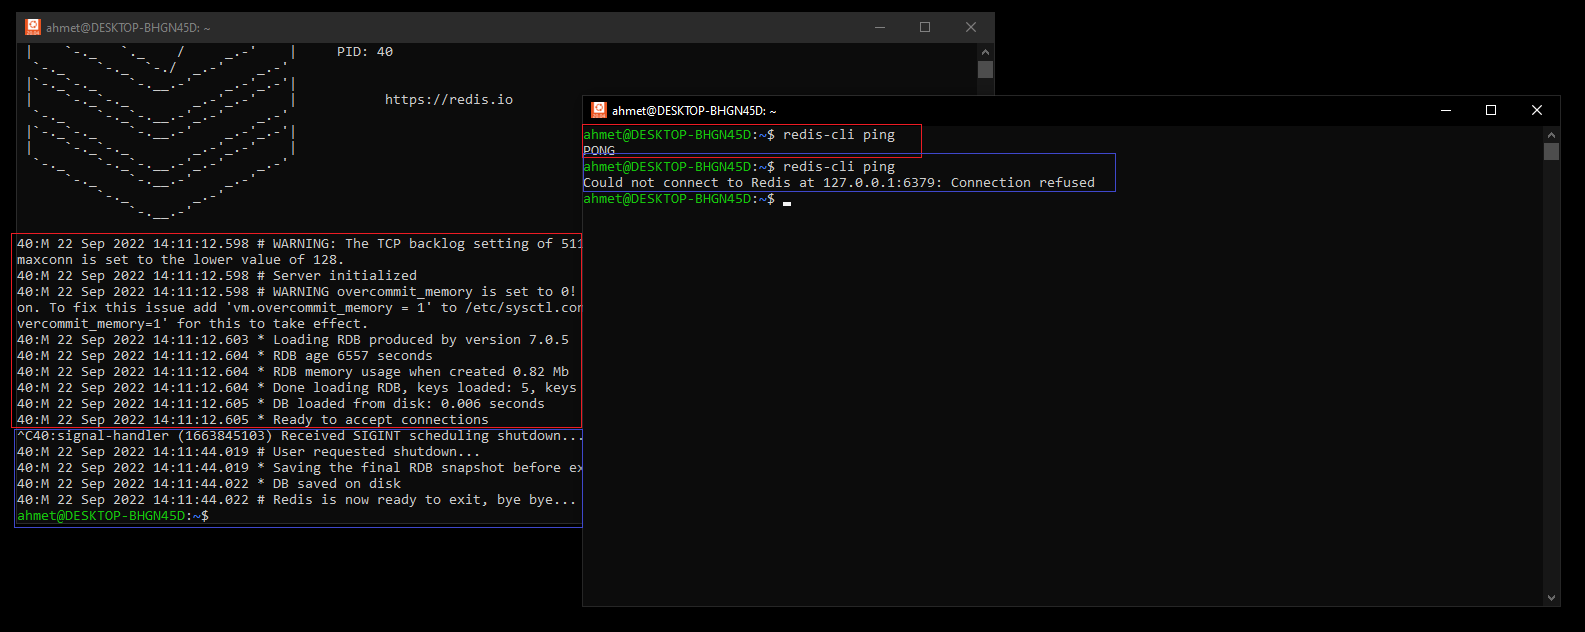 ahmet@DESKTOP-BHGN45D: ~
PID: 40
https://redis.io
40:M 22 Sep 2022 14:11:12.598 # WARNING: The TCP backlog setting of 511
maxconn is set to the lower value of 128.
40:M 22 Sep 2022 14:11:12.598 # Server initialized
40:M 22 Sep 2022 14:11:12.598 # WARNING overcommit_memory is set to 0!
on. To fix this issue add 'vm.overcommit_memory = 1' to /etc/sysctl.con
vercommit_memory=1' for this to take effect.
40:M 22 Sep 2022 14:11:12.603 * Loading RDB produced by version 7.0.5
40:M 22 Sep 2022 14:11:12.604 * RDB age 6557 seconds
40:M 22 Sep 2022 14:11:12.604 * RDB memory usage when created 0.82 Mb
40:M 22 Sep 2022 14:11:12.604 * Done loading RDB, keys loaded: 5, keys
40:M 22 Sep 2022 14:11:12.605 * DB loaded from disk: 0.006 seconds
40:M 22 Sep 2022 14:11:12.605 * Ready to accept connections
^C40:signal-handler (1663845103) Received SIGINT scheduling shutdown...
40:M 22 Sep 2022 14:11:44.019 # User requested shutdown...
40:M 22 Sep 2022 14:11:44.019 * Saving the final RDB snapshot before ex
40:M 22 Sep 2022 14:11:44.022 * DB saved on disk
40:M 22 Sep 2022 14:11:44.022 # Redis is now ready to exit, bye bye...
ahmet@DESKTOP-BHGN45D:~$
ahmet@DESKTOP-BHGN45D: ~
ahmet@DESKTOP-BHGN45D:~$ redis-cli ping
PONG
ahmet@DESKTOP-BHGN45D:~$ redis-cli ping
Could not connect to Redis at 127.0.0.1:6379: Connection refused
ahmet@DESKTOP-BHGN45D:~$